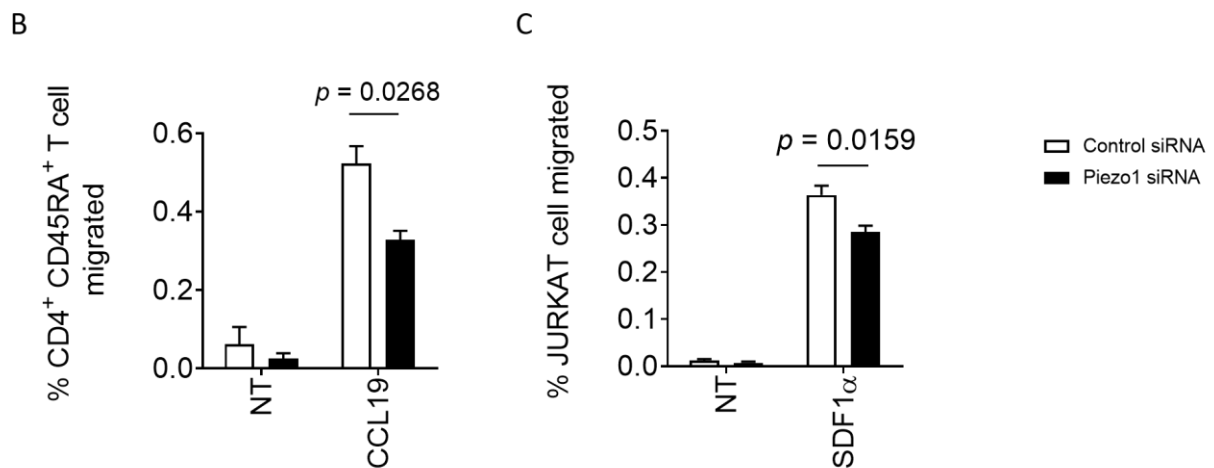 B
p = 0.0268
% CD4⁺ CD45RA⁺ T cell
migrated
0.6
0.4
0.2
0.0
NT
CCL19
C
p = 0.0159
% JURKAT cell migrated
0.5
0.4
0.3
0.2
0.1
0.0
NT
SDF1α
Control siRNA
Piezo1 siRNA